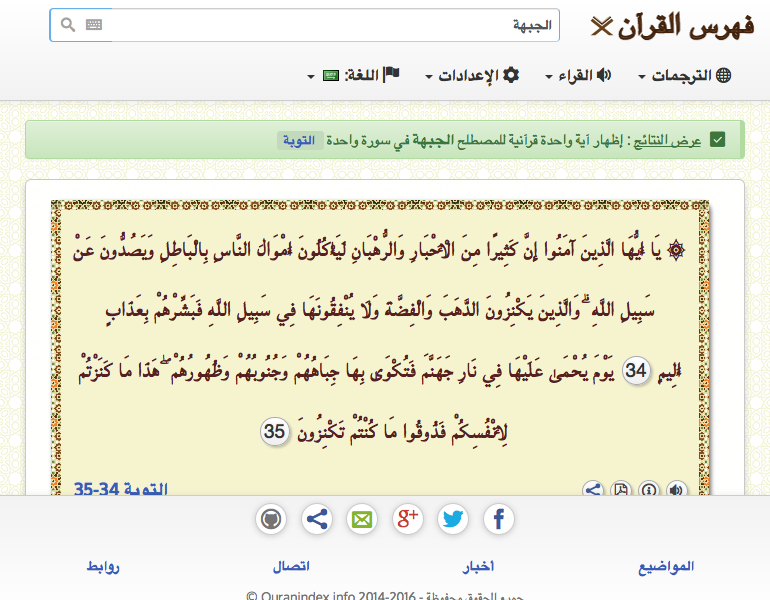 فهرس القرآن
الجبهة
الترجمات
القراء
الإعدادات
اللغة:
عرض النتائج : إظهار آية واحدة قرآنية للمصطلح الجبهة في سورة واحدة التوبة
يَا أَيُّهَا الَّذِينَ آمَنُوا إِنَّ كَثِيرًا مِنَ الْأَحْبَارِ وَالرُّهْبَانِ لَيَأْكُلُونَ أَمْوَالَ النَّاسِ بِالْبَاطِلِ وَيَصُدُّونَ عَنْ
سَبِيلِ اللَّهِ ۗ وَالَّذِينَ يَكْنِزُونَ الذَّهَبَ وَالْفِضَّةَ وَلَا يُنْفِقُونَهَا فِي سَبِيلِ اللَّهِ فَبَشِّرْهُمْ بِعَذَابٍ
أَلِيمٍ 34 يَوْمَ يُحْمَىٰ عَلَيْهَا فِي نَارِ جَهَنَّمَ فَتُكْوَىٰ بِهَا جِبَاهُهُمْ وَجُنُوبُهُمْ وَظُهُورُهُمْ ۖ هَٰذَا مَا كَنَزْتُمْ
لِأَنْفُسِكُمْ فَذُوقُوا مَا كُنْتُمْ تَكْنِزُونَ 35
التوبة 34-35
g+
المواضيع
أخبار
اتصال
روابط
جميع الحقوق محفوظة - 2014-2016 Quranindex.info ©